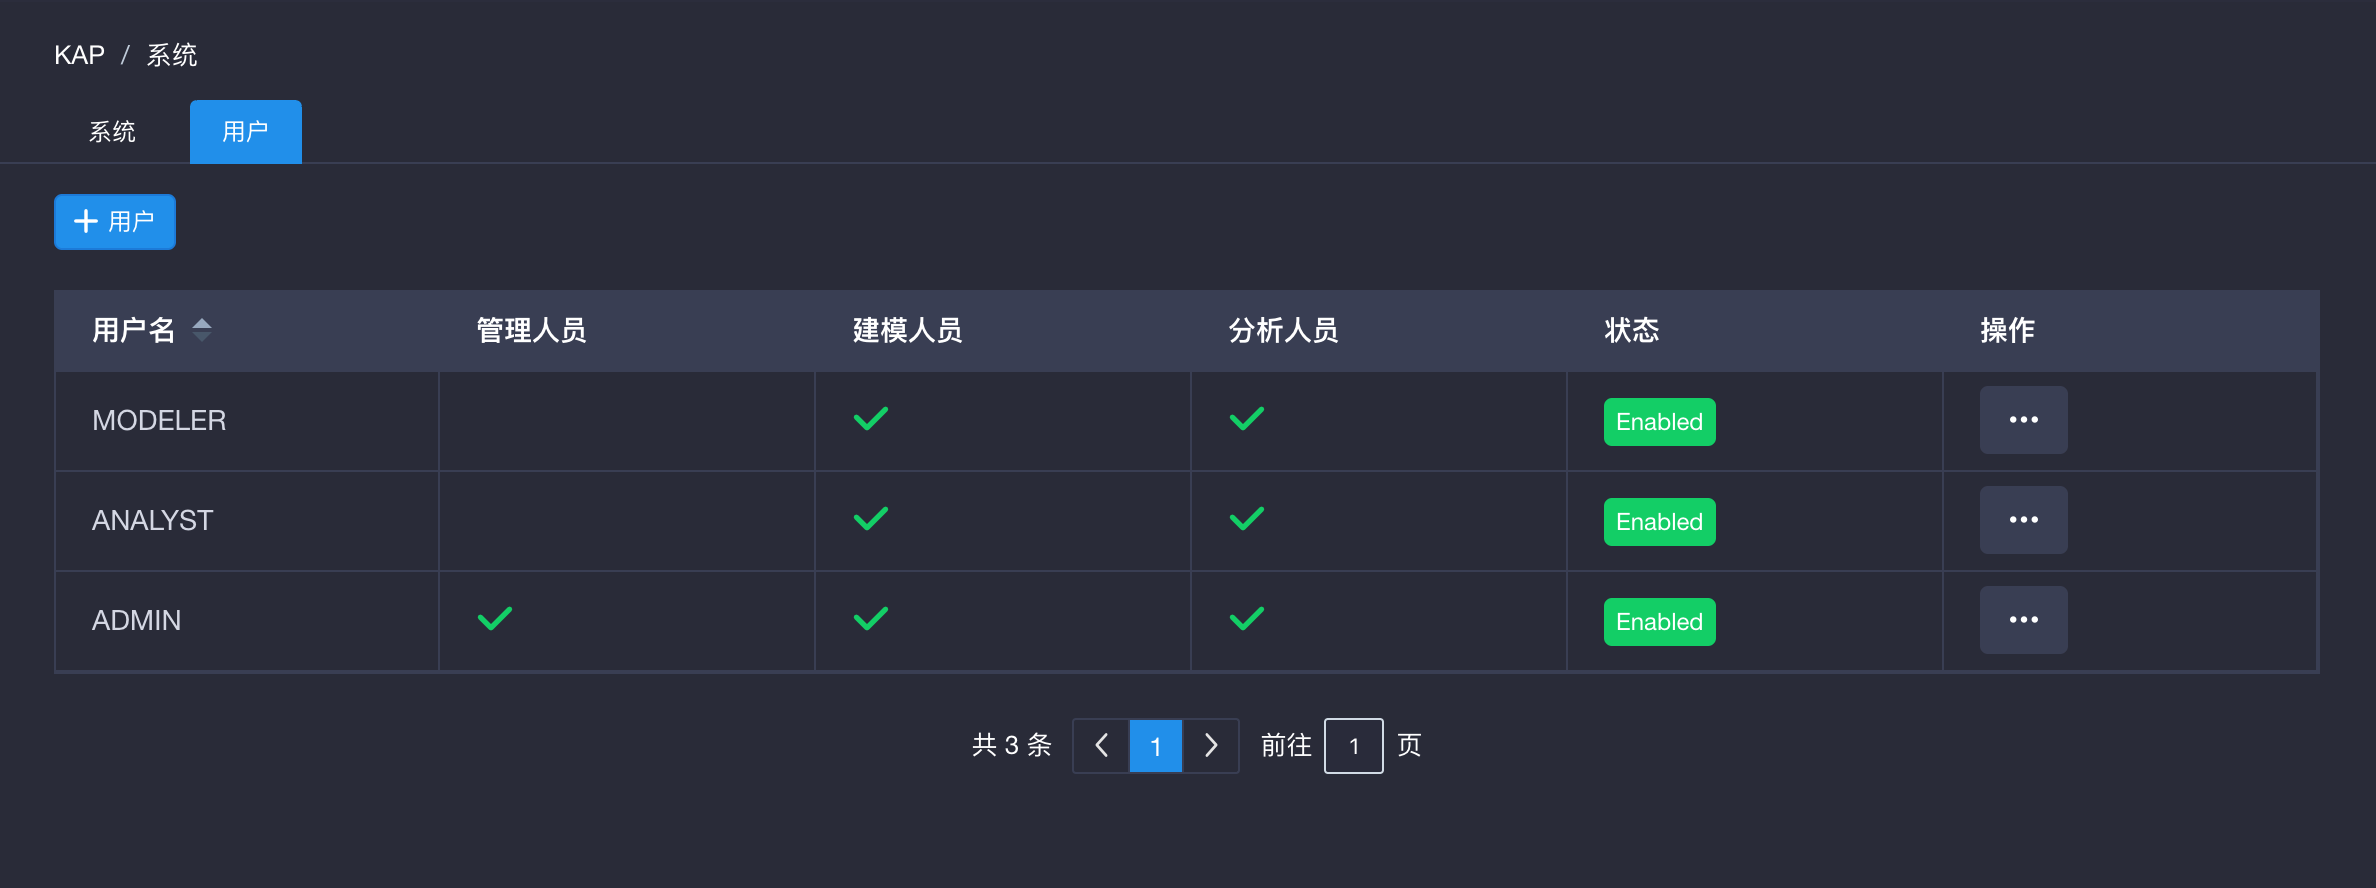 KAP / 系统
系统 用户
用户
用户名 管理人员 建模人员 分析人员 状态 操作
MODELER Enabled
ANALYST Enabled
ADMIN Enabled
共 3 条 1 前往 1 页